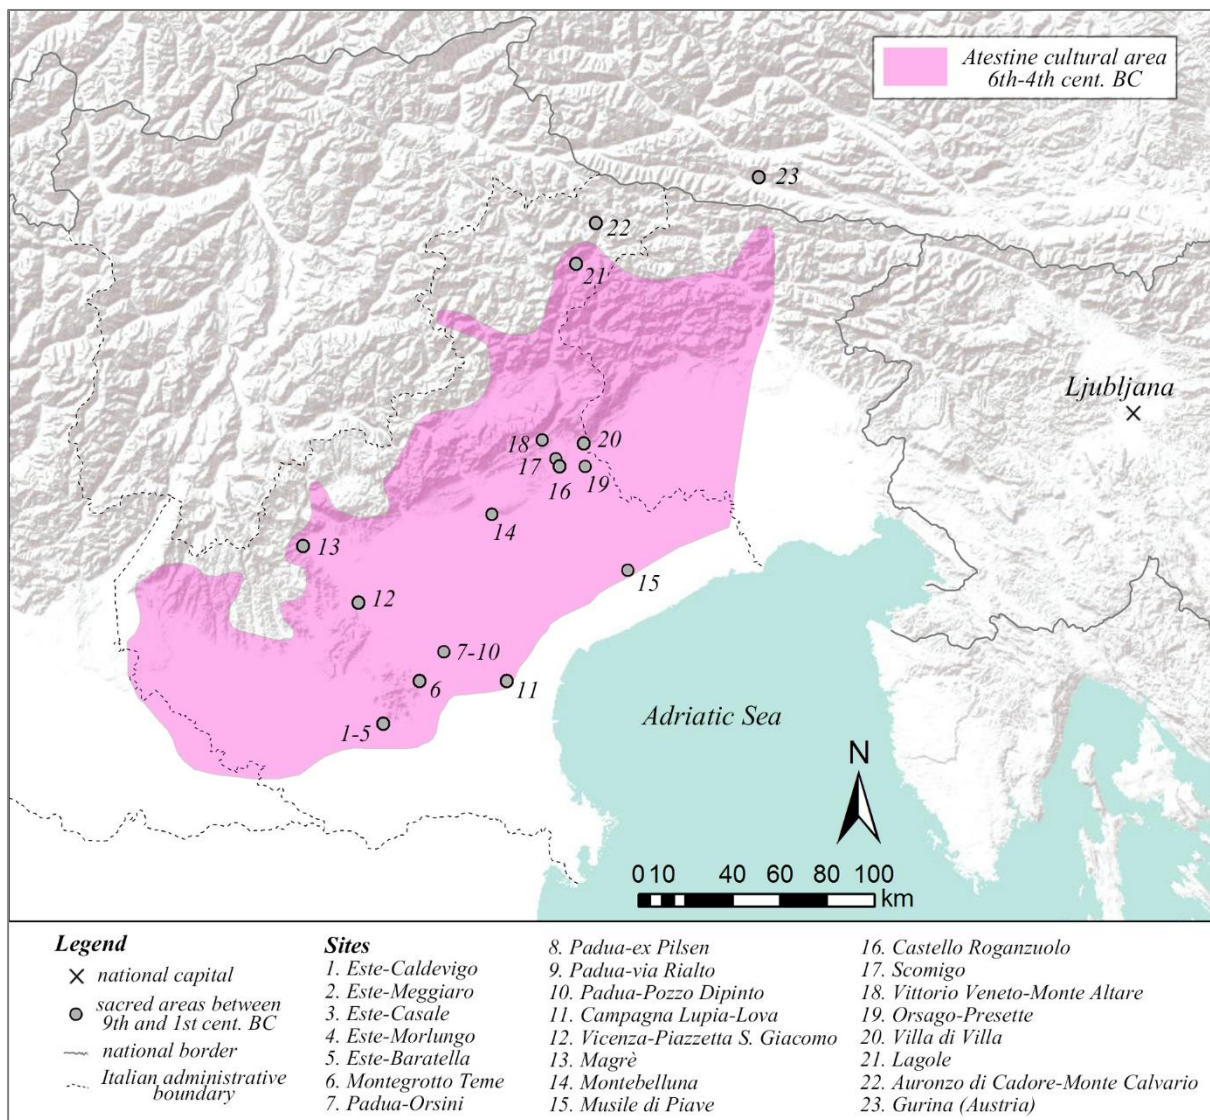 Atestine cultural area
6th-4th cent. BC
23
22
21
Ljubljana
18
20
17
16
19
14
13
15
12
7-10
6
11
1-5
Adriatic Sea
N
0 10 40 60 80 100
km
Legend
national capital
sacred areas between
9th and 1st cent. BC
national border
Italian administrative
boundary
Sites
1. Este-Caldevigo
2. Este-Meggiaro
3. Este-Casale
4. Este-Morlungo
5. Este-Baratella
6. Montegrotto Teme
7. Padua-Orsini
8. Padua-ex Pilsen
9. Padua-via Rialto
10. Padua-Pozzo Dipinto
11. Campagna Lupia-Lova
12. Vicenza-Piazzetta S. Giacomo
13. Magrè
14. Montebelluna
15. Musile di Piave
16. Castello Roganzuolo
17. Scomigo
18. Vittorio Veneto-Monte Altare
19. Orsago-Presette
20. Villa di Villa
21. Lagole
22. Auronzo di Cadore-Monte Calvario
23. Gurina (Austria)